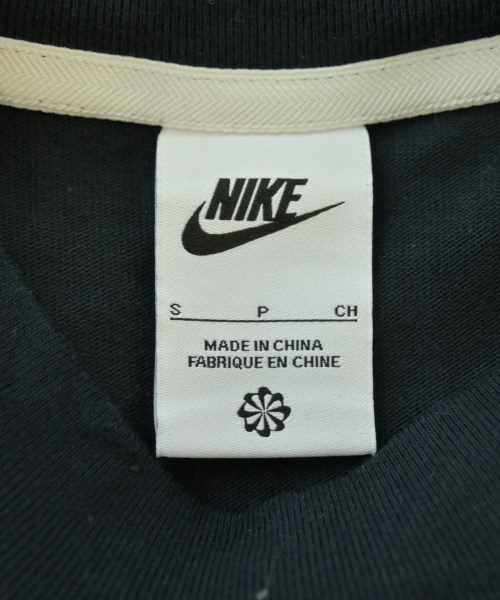 NIKE
S P CH
MADE IN CHINA
FABRIQUE EN CHINE